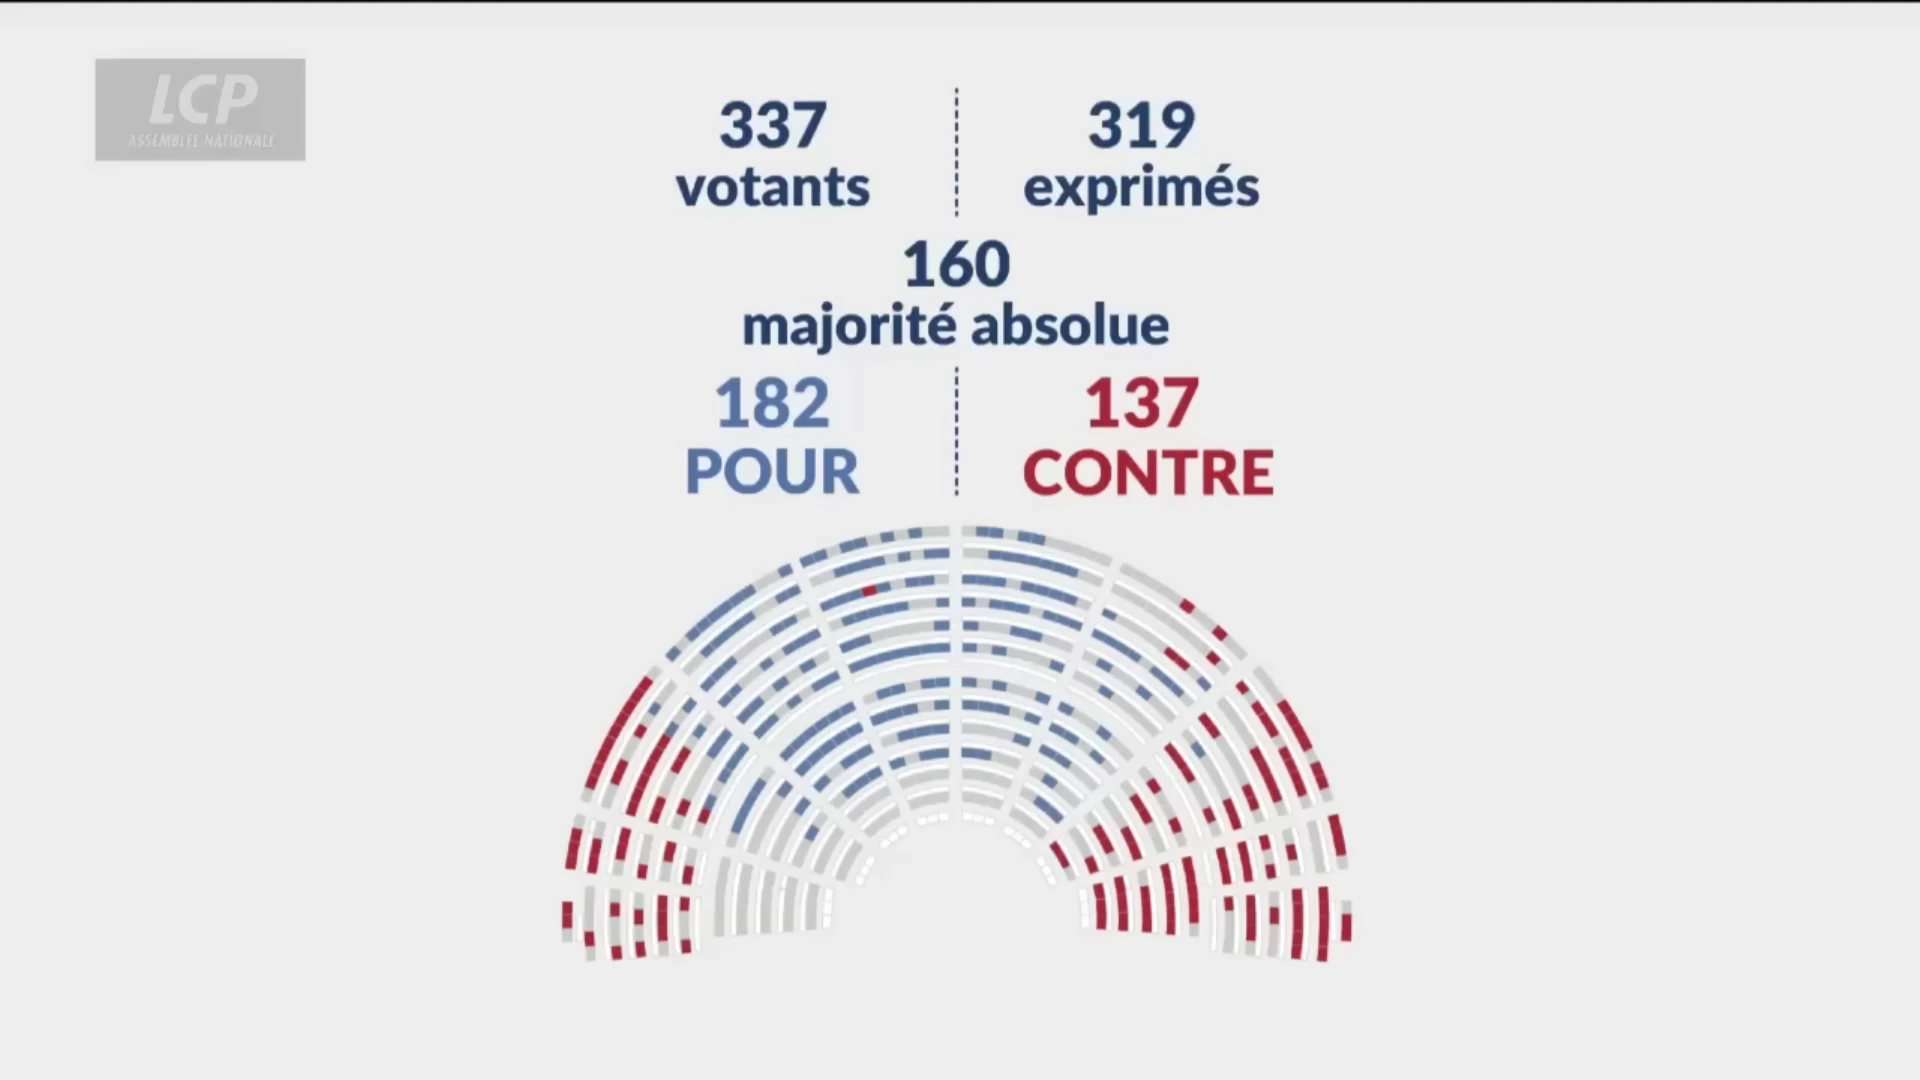 LCP
ASSEMBLÉE NATIONALE
337
votants
319
exprimés
160
majorité absolue
182
POUR
137
CONTRE